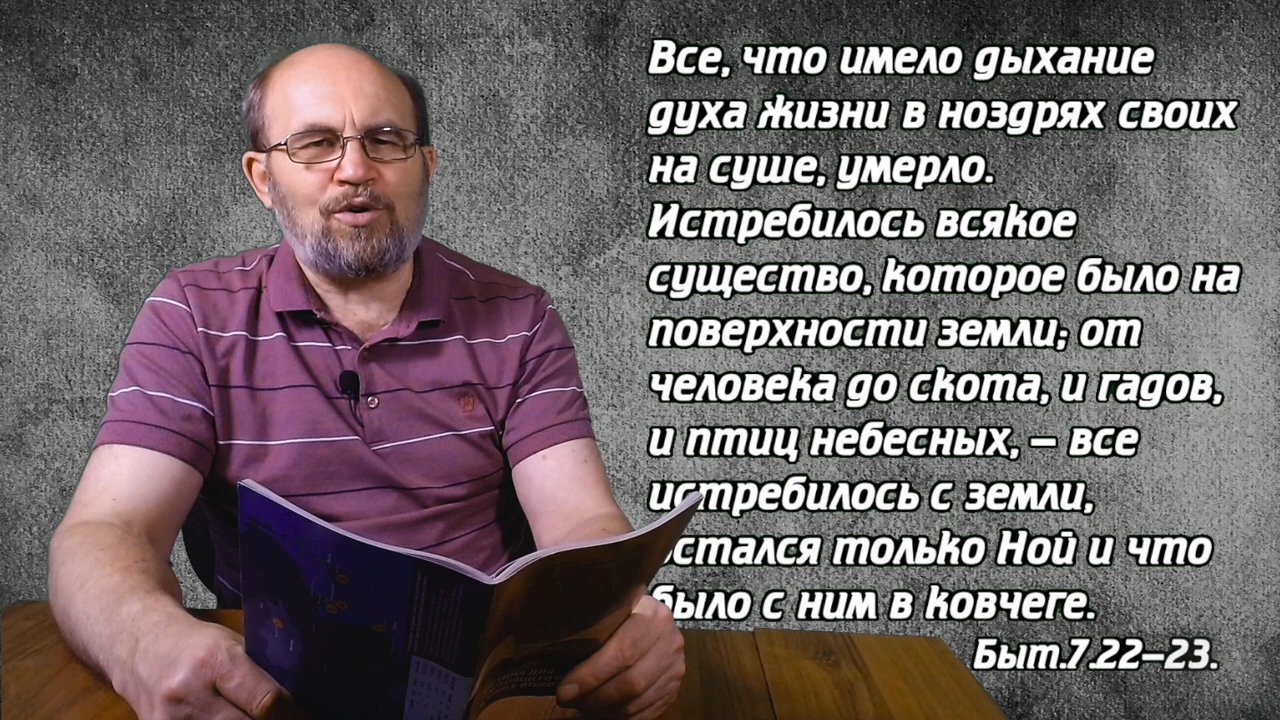 Все, что имело дыхание
духа жизни в ноздрях своих
на суше, умерло.
Истребилось всякое
существо, которое было на
поверхности земли; от
человека до скота, и гадов,
и птиц небесных, – все
истребилось с земли,
остался только Ной и что
было с ним в ковчеге.
Быт.7.22–23.